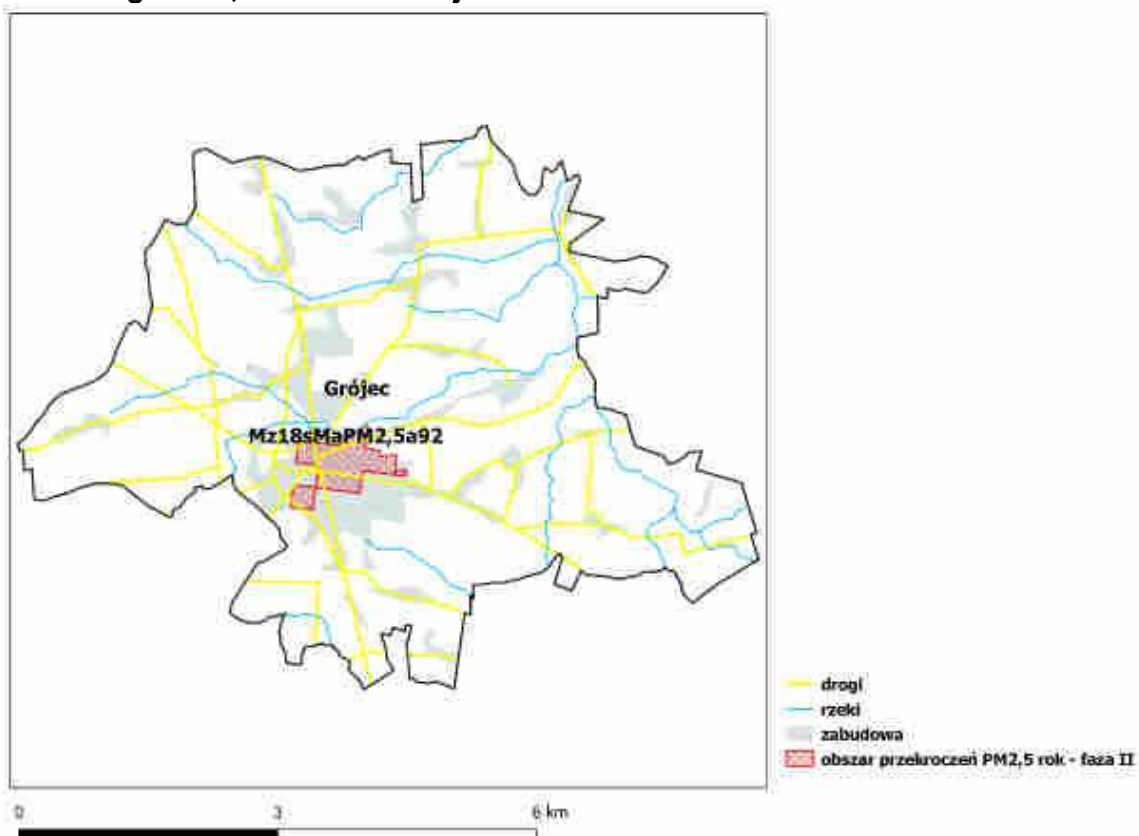 Grójec
Mz18sMaPM2,5a92
drogi
rzeki
zabudowa
obszar przekroczeń PM2,5 rok - faza II
0 3 6 km